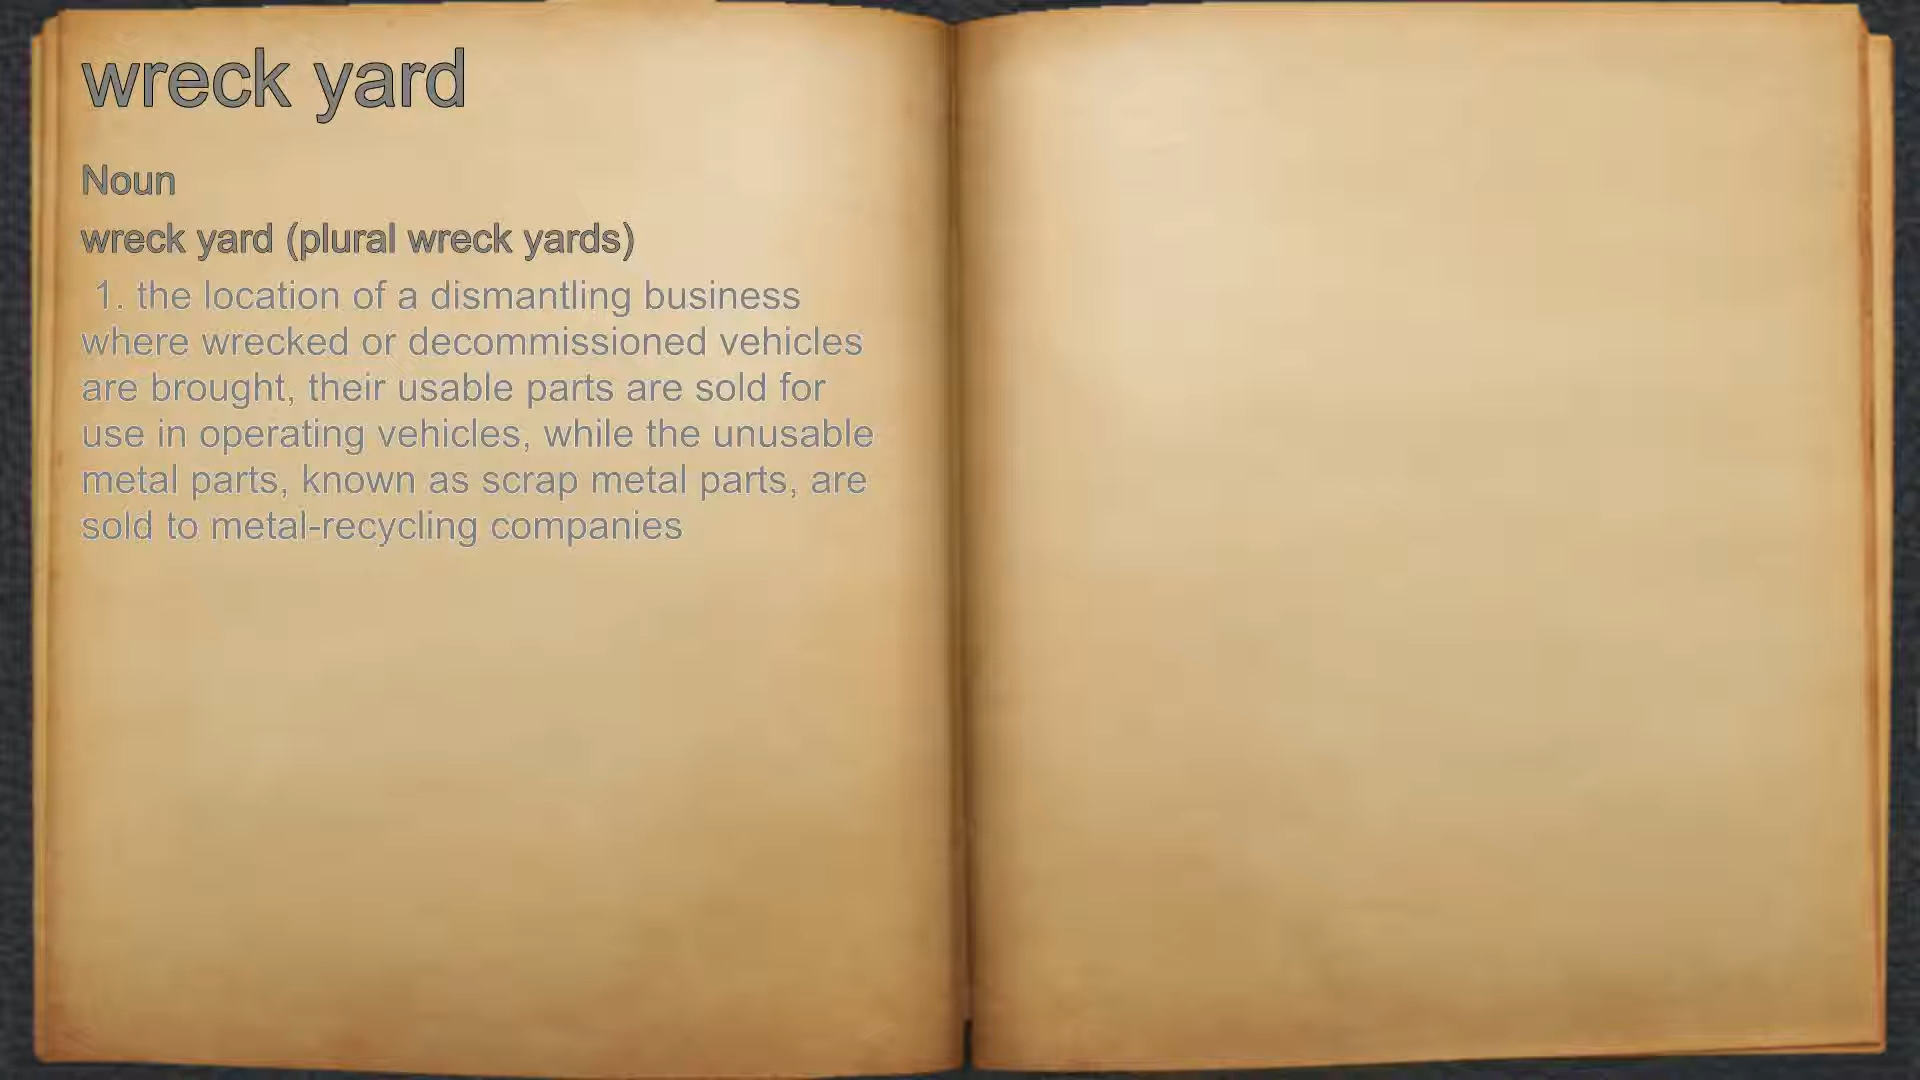 wreck yard
Noun
wreck yard (plural wreck yards)
1. the location of a dismantling business
where wrecked or decommissioned vehicles
are brought, their usable parts are sold for
use in operating vehicles, while the unusable
metal parts, known as scrap metal parts, are
sold to metal-recycling companies